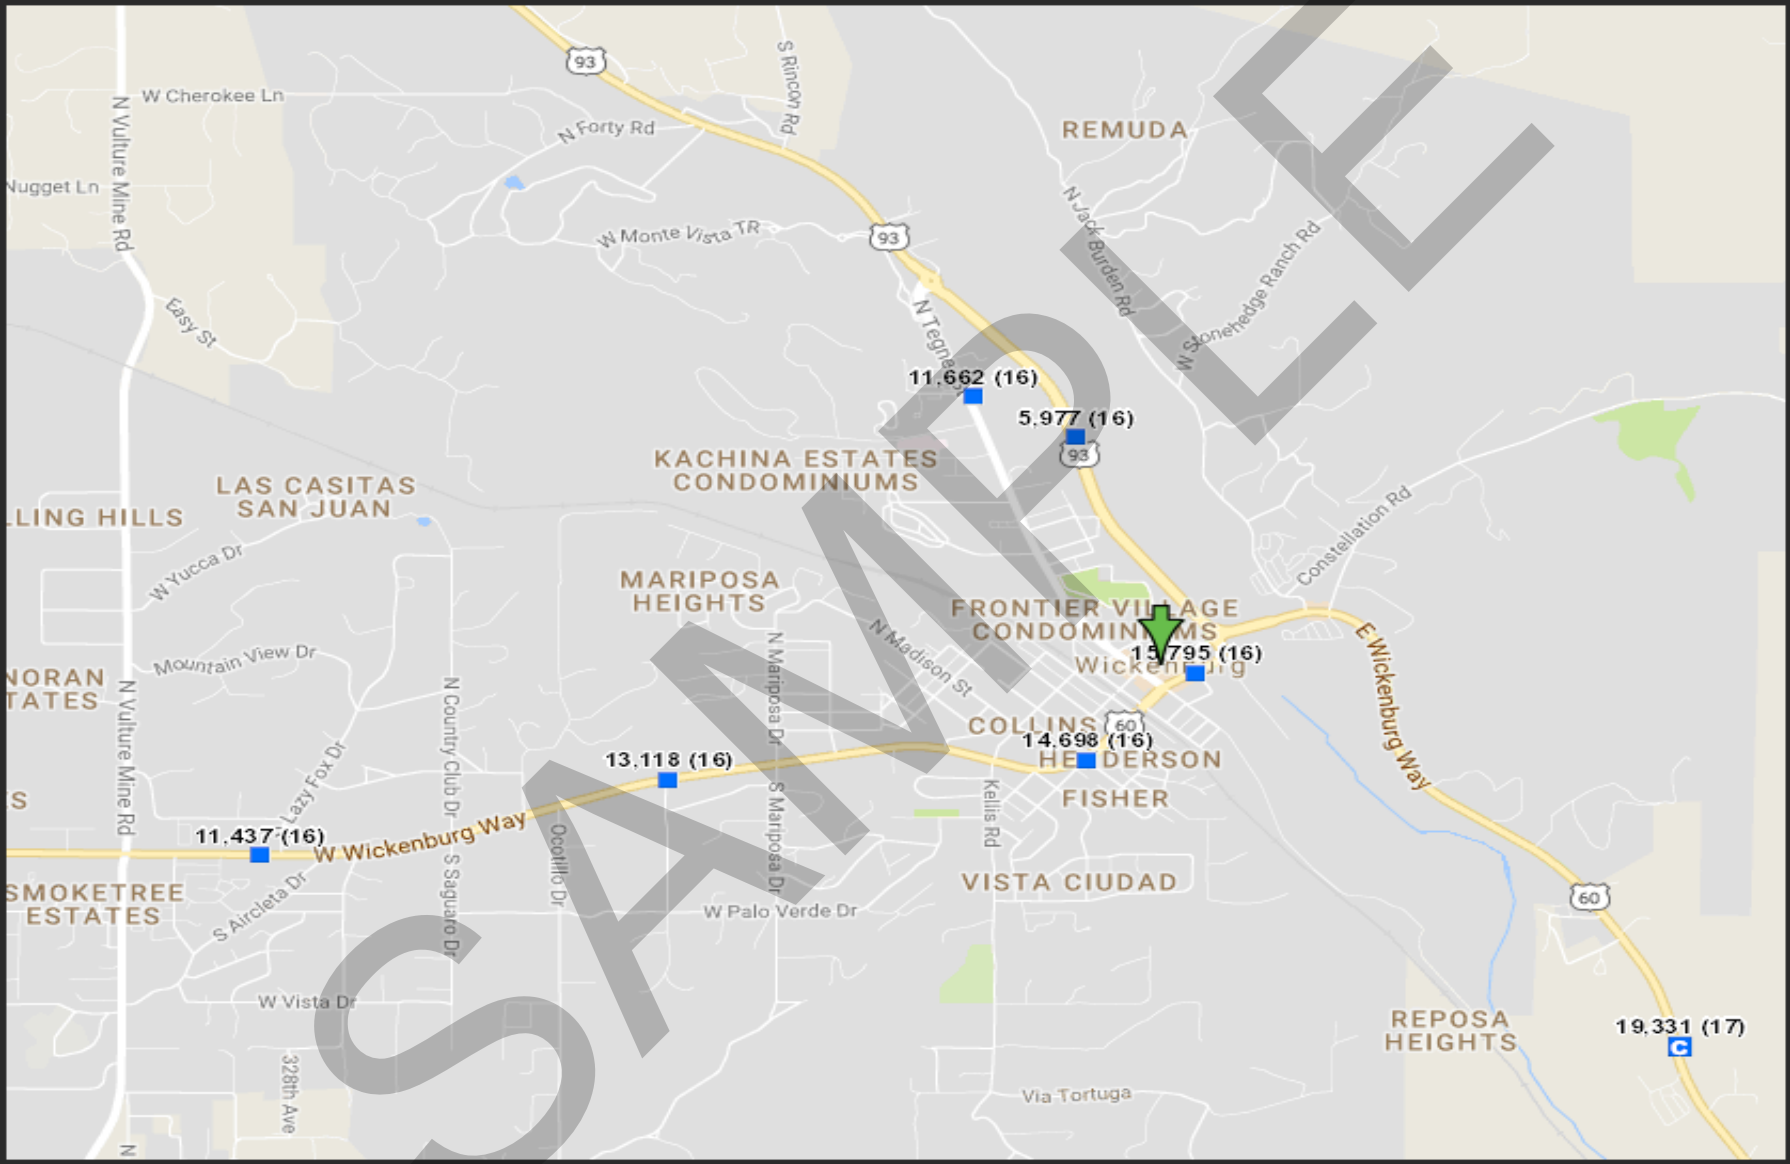 93
S Rincon Rd
W Cherokee Ln
N Vulture Mine Rd
N Forty Rd
REMUDA
Nugget Ln
N Jack Burden Rd
W Monte Vista TR
93
W Stonehedge Ranch Rd
Easy St
N Tegner St
11,662 (16)
5,977 (16)
93
KACHINA ESTATES
CONDOMINIUMS
LAS CASITAS
SAN JUAN
LLING HILLS
Constellation Rd
W Yucca Dr
MARIPOSA
HEIGHTS
FRONTIER VILLAGE
CONDOMINIUMS
15,795 (16)
Wickenburg
N Madison St
E Wickenburg Way
Mountain View Dr
NORAN
TATES
N Vulture Mine Rd
N Country Club Dr
N Mariposa Dr
COLLINS
60
14,698 (16)
HENDERSON
13,118 (16)
FISHER
Lazy Fox Dr
S
S Mariposa Dr
Kellis Rd
11,437 (16)
W Wickenburg Way
Ocotillo Dr
S Saguaro Dr
SMOKETREE
ESTATES
S Aircleta Dr
VISTA CIUDAD
60
W Palo Verde Dr
W Vista Dr
REPOSA
HEIGHTS
19,331 (17)
C
328th Ave
Via Tortuga
N
SAMPLE